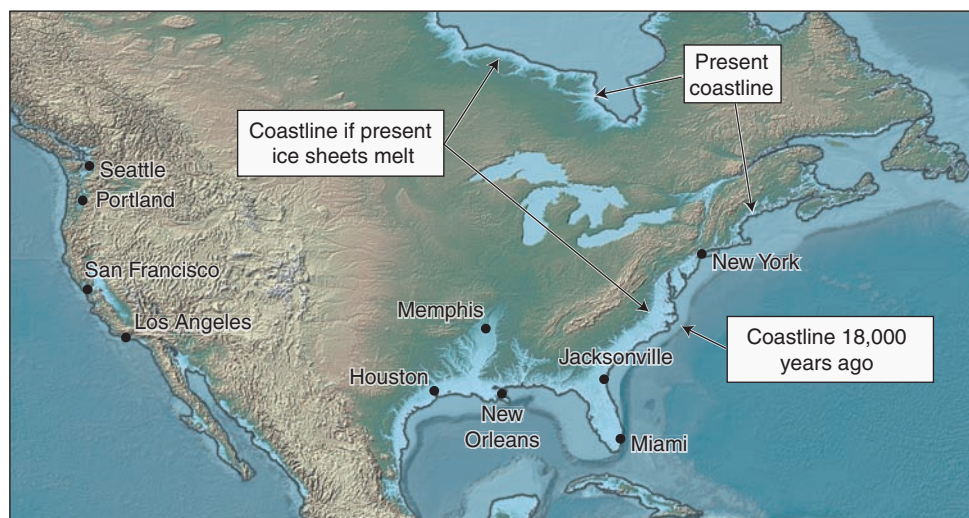 Present
coastline
Coastline if present
ice sheets melt
Seattle
Portland
San Francisco
Los Angeles
Memphis
New York
Coastline 18,000
years ago
Jacksonville
Houston
New
Orleans
Miami